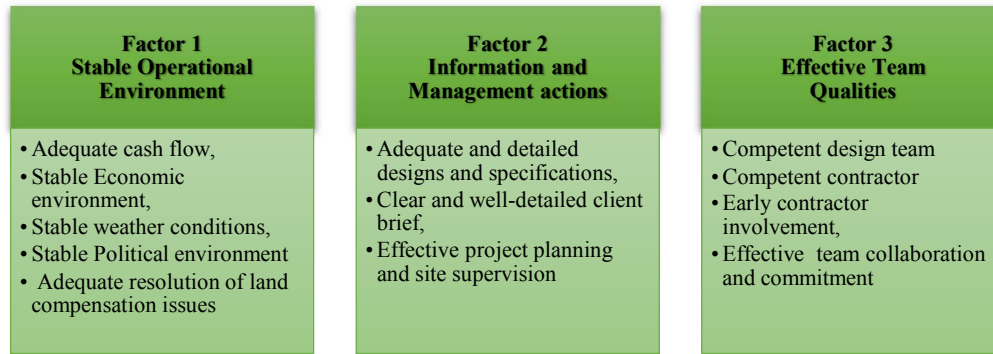 Factor 1
Stable Operational
Environment
• Adequate cash flow,
• Stable Economic
environment,
• Stable weather conditions,
• Stable Political environment
• Adequate resolution of land
compensation issues
Factor 2
Information and
Management actions
• Adequate and detailed
designs and specifications,
• Clear and well-detailed client
brief,
• Effective project planning
and site supervision
Factor 3
Effective Team
Qualities
• Competent design team
• Competent contractor
• Early contractor
involvement,
• Effective team collaboration
and commitment